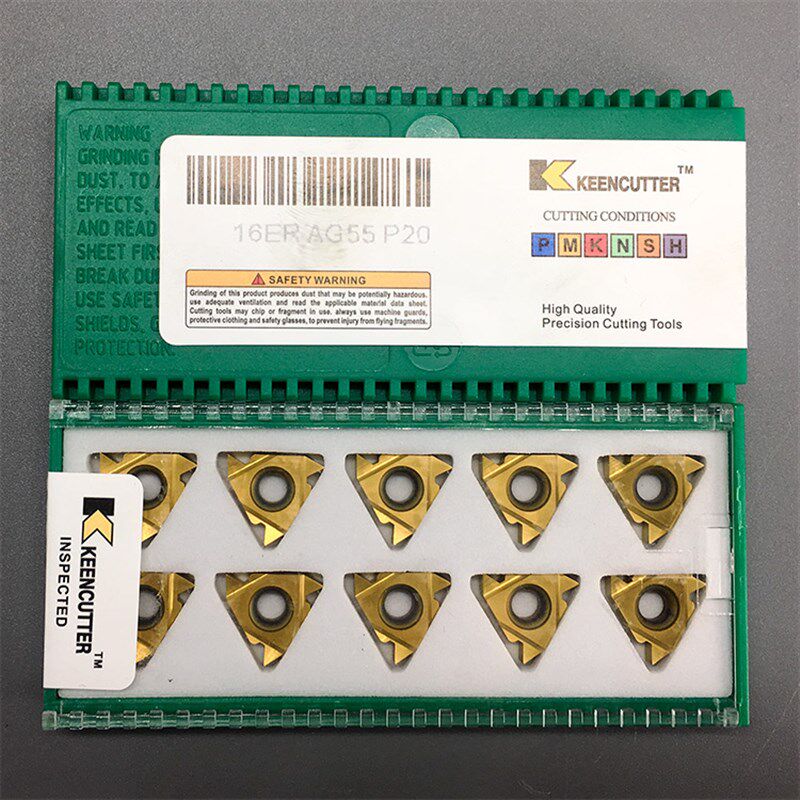 WARNING
GRINDING
DUST. TO
EFFECTS,
AND READ
SHEET
BREAK
USE
SHIELDS,
PROTECTION.
16ER AG55 P20
⚠ SAFETY WARNING
Grinding of this product produces dust that may be potentially hazardous.
use adequate ventilation and read the applicable material data sheet.
Cutting tools may chip or fragment in use. always use machine guards,
protective clothing and safety glasses, to prevent injury from flying fragments.
KEENCUTTER™
CUTTING CONDITIONS
P M K N S H
High Quality
Precision Cutting Tools
KEENCUTTER™
INSPECTED